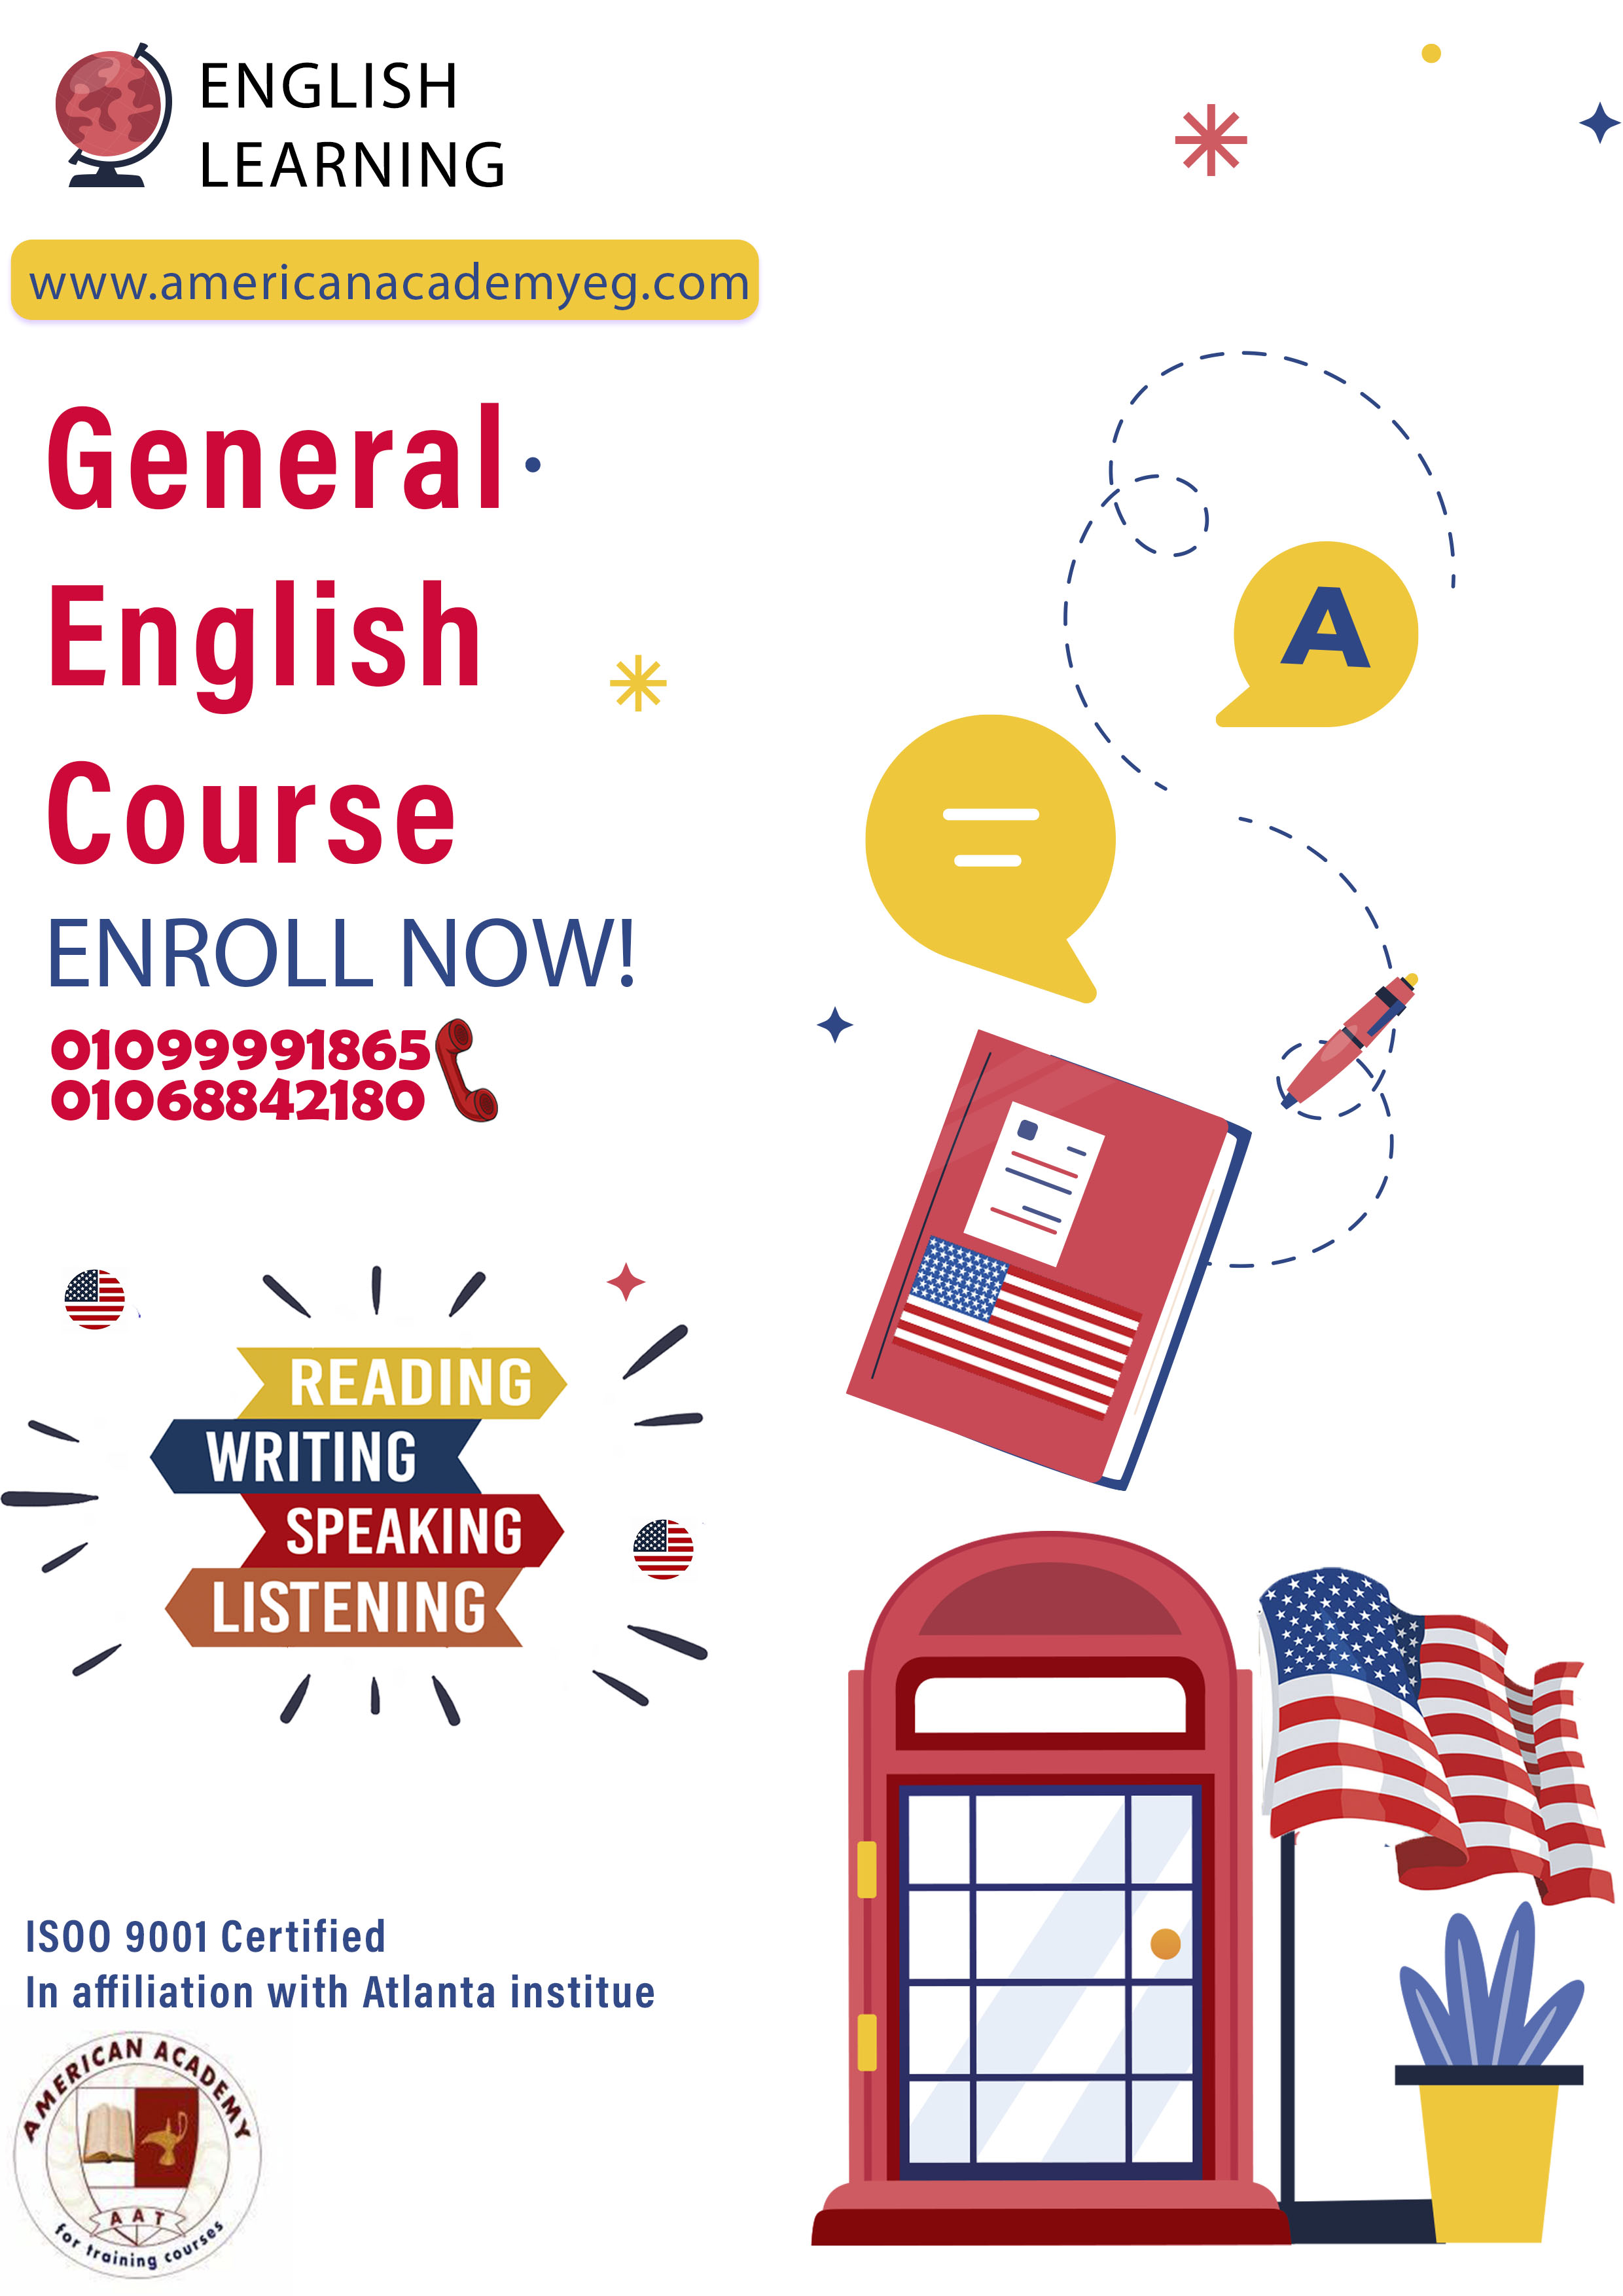 ENGLISH
LEARNING
www.americanacademyeg.com
General
English
Course
ENROLL NOW!
01099991865
01068842180
A
READING
WRITING
SPEAKING
LISTENING
ISOO 9001 Certified
In affiliation with Atlanta institue
AMERICAN ACADEMY
AAT
for training courses